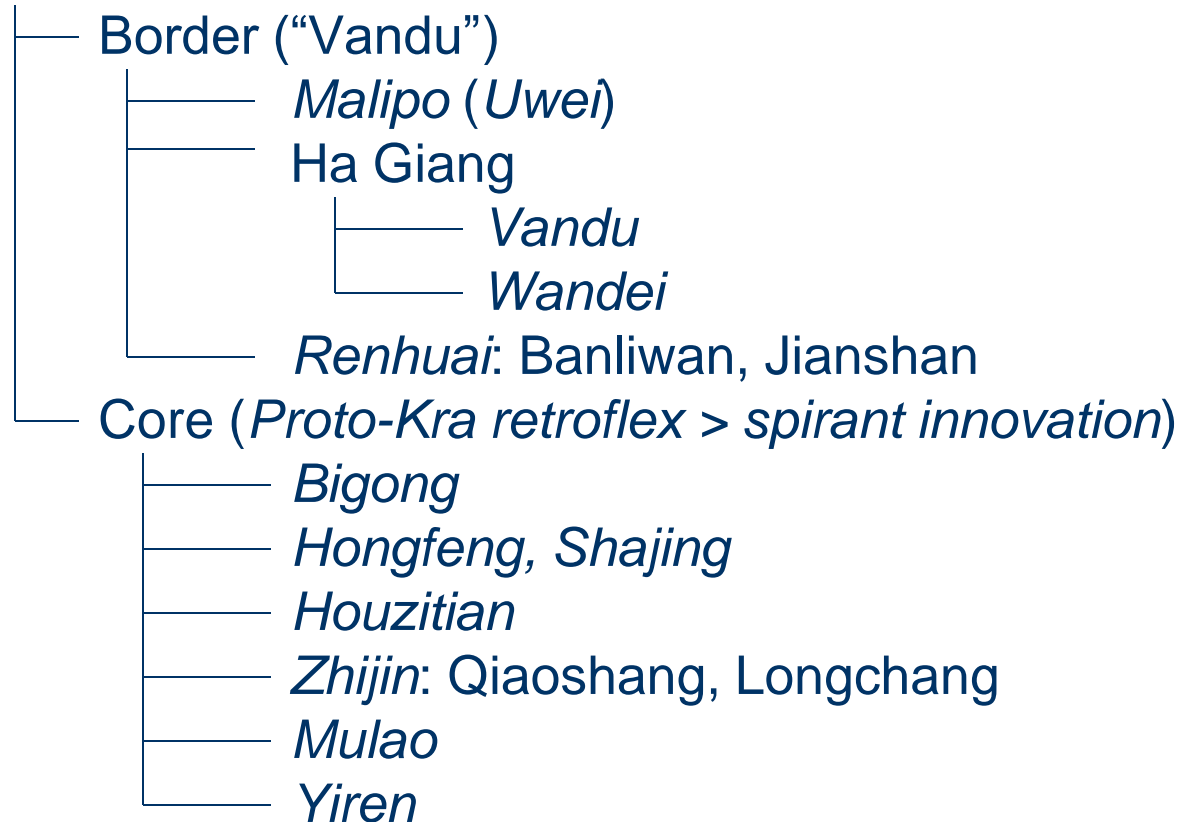 Border (“Vandu”)
Malipo (Uwei)
Ha Giang
Vandu
Wandei
Renhuai: Banliwan, Jianshan
Core (Proto-Kra retroflex > spirant innovation)
Bigong
Hongfeng, Shajing
Houzitian
Zhijin: Qiaoshang, Longchang
Mulao
Yiren